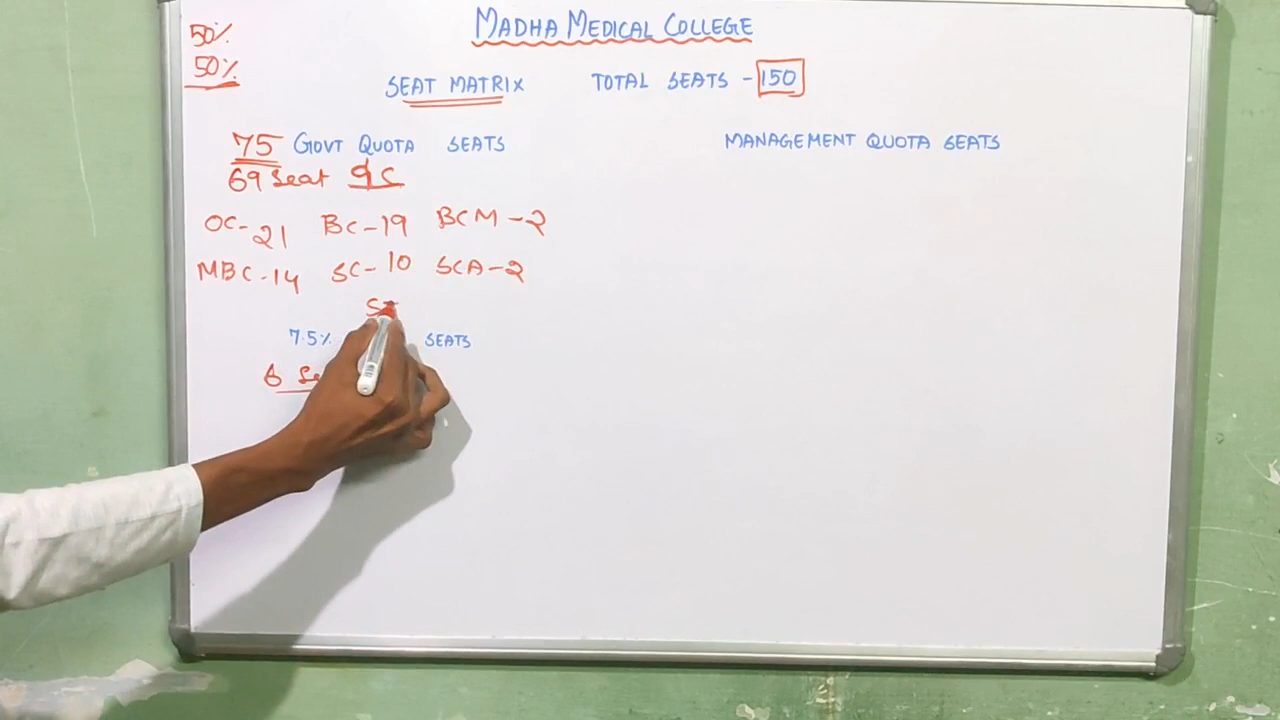 50%
50%
MADHA MEDICAL COLLEGE
SEAT MATRIX TOTAL SEATS - 150
75 GOVT QUOTA SEATS
MANAGEMENT QUOTA SEATS
69 Seat
OC-21 BC-19 BCM-2
MBC-14 SC-10 SCA-2
7.5% SEATS
6